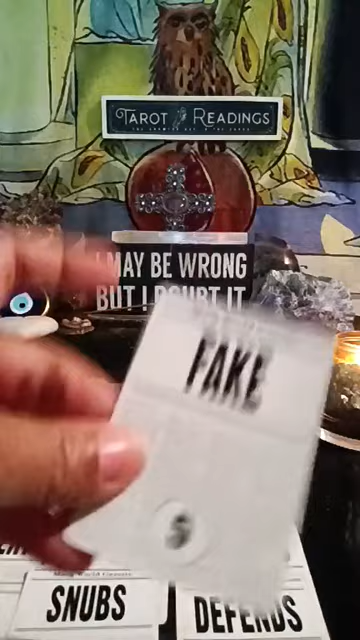 TAROT READINGS
I MAY BE WRONG
BUT I DOUBT IT
FAKE
S
SNUBS
DEFENDS